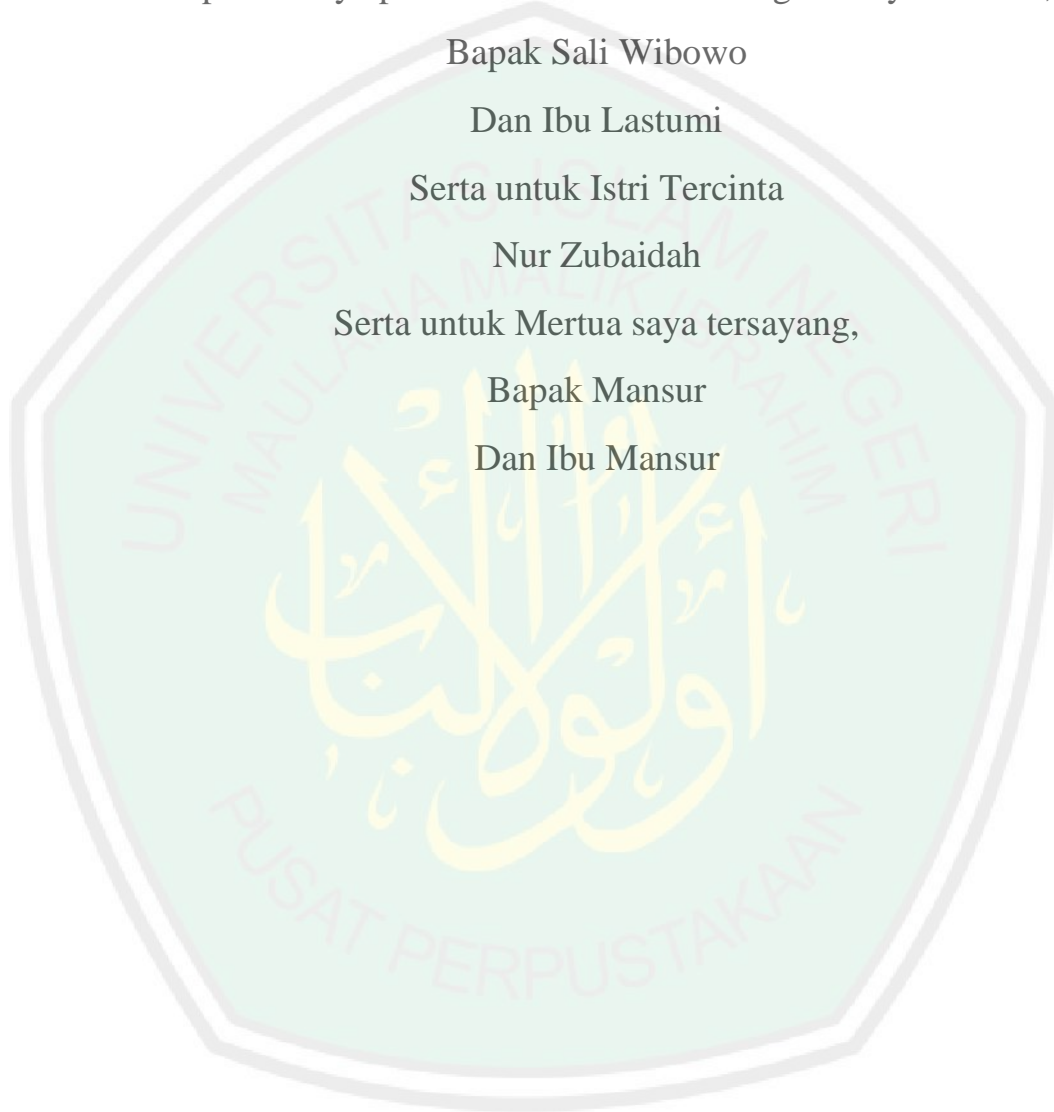 Bapak Sali Wibowo
Dan Ibu Lastumi
Serta untuk Istri Tercinta
Nur Zubaidah
Serta untuk Mertua saya tersayang,
Bapak Mansur
Dan Ibu Mansur
UNIVERSITAS ISLAM NEGERI
MAULANA MALIK IBRAHIM
PUSAT PERPUSTAKAAN